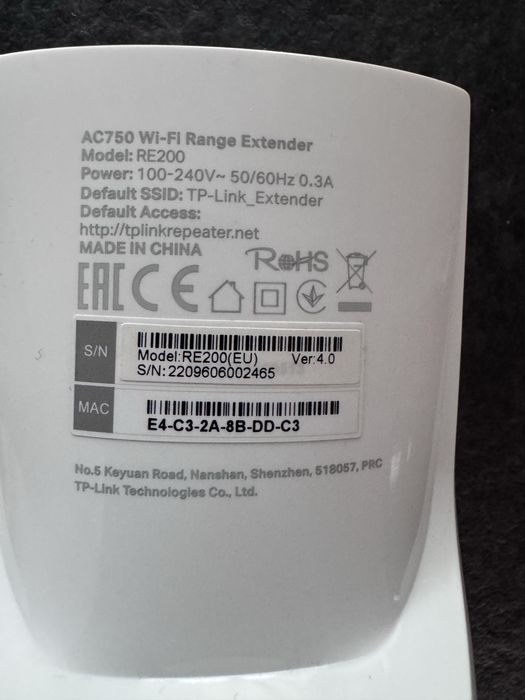 AC750 Wi-Fi Range Extender
Model: RE200
Power: 100-240V~ 50/60Hz 0.3A
Default SSID: TP-Link_Extender
Default Access:
http://tplinkrepeater.net
MADE IN CHINA
RoHS
EAC CE
S/N
Model:RE200(EU) Ver:4.0
S/N: 2209606002465
MAC
E4-C3-2A-8B-DD-C3
No.5 Keyuan Road, Nanshan, Shenzhen, 518057, PRC
TP-Link Technologies Co., Ltd.